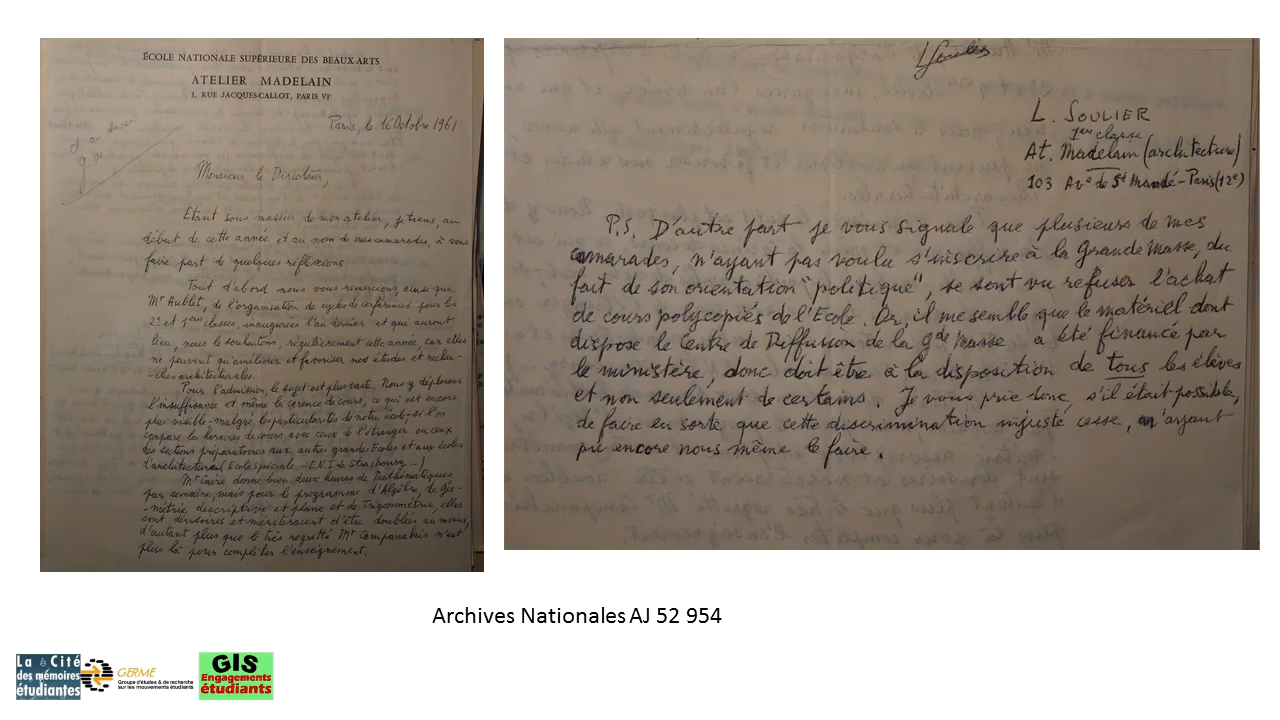 ÉCOLE NATIONALE SUPÉRIEURE DES BEAUX-ARTS
ATELIER MADELAIN
1, RUE JACQUES-CALLOT, PARIS VIe
Paris, le 16 Octobre 1961
Monsieur le Directeur,
Etant sous massier de mon atelier, je tiens, au
début de cette année et au nom de mes camarades, à vous
faire part de quelques réflexions.
Tout d'abord nous vous remercions, ainsi que
Mr Aublet, de l'organisation de cycles de conférences pour les
2e et 1ères classes, inaugurées l'an dernier et qui auront
lieu, nous le souhaitons, régulièrement cette année, car elles
ne peuvent qu'améliorer et favoriser nos études et recher-
-ches architecturales.
Pour l'admission, le sujet est plus vaste. Nous y déplorons
l'insuffisance et même la carence de cours, ce qui est encore
plus visible - malgré les particularités de notre école - si l'on
compare les horaires de cours avec ceux de l'étranger ou ceux
des sections préparatoires aux autres grandes Ecoles et aux écoles
d'architecture (Ecole spéciale - E.N.I de Strasbourg ...)
Mr Caire donne bien deux heures de Mathématiques
par semaine, mais pour le programme d'Algèbre, de Géo-
-métrie descriptive et plane et de Trigonométrie, elles
sont dérisoires et mériteraient d'être doublées au moins,
d'autant plus que le très regretté Mr Campanakis n'est
plus là pour compléter l'enseignement.
L. SOULIER
1ère classe
At. Madelain (architecture)
103 Ave de St Mandé - Paris (12e)
P.S. D'autre part je vous signale que plusieurs de mes
camarades, n'ayant pas voulu s'inscrire à la Grande Masse, du
fait de son orientation "politique", se sont vu refuser l'achat
de cours polycopiés de l'Ecole. Or, il me semble que le matériel dont
dispose le Centre de Diffusion de la Gde Masse a été financé par
le ministère, donc doit être à la disposition de tous les élèves
et non seulement de certains. Je vous prie donc, s'il était possible,
de faire en sorte que cette discrimination injuste cesse, n'ayant
pu encore nous même le faire.
Archives Nationales AJ 52 954
La Cité
des mémoires
étudiantes
GERME
Groupe d'études & de recherche
sur les mouvements étudiants
GIS
Engagements
étudiants